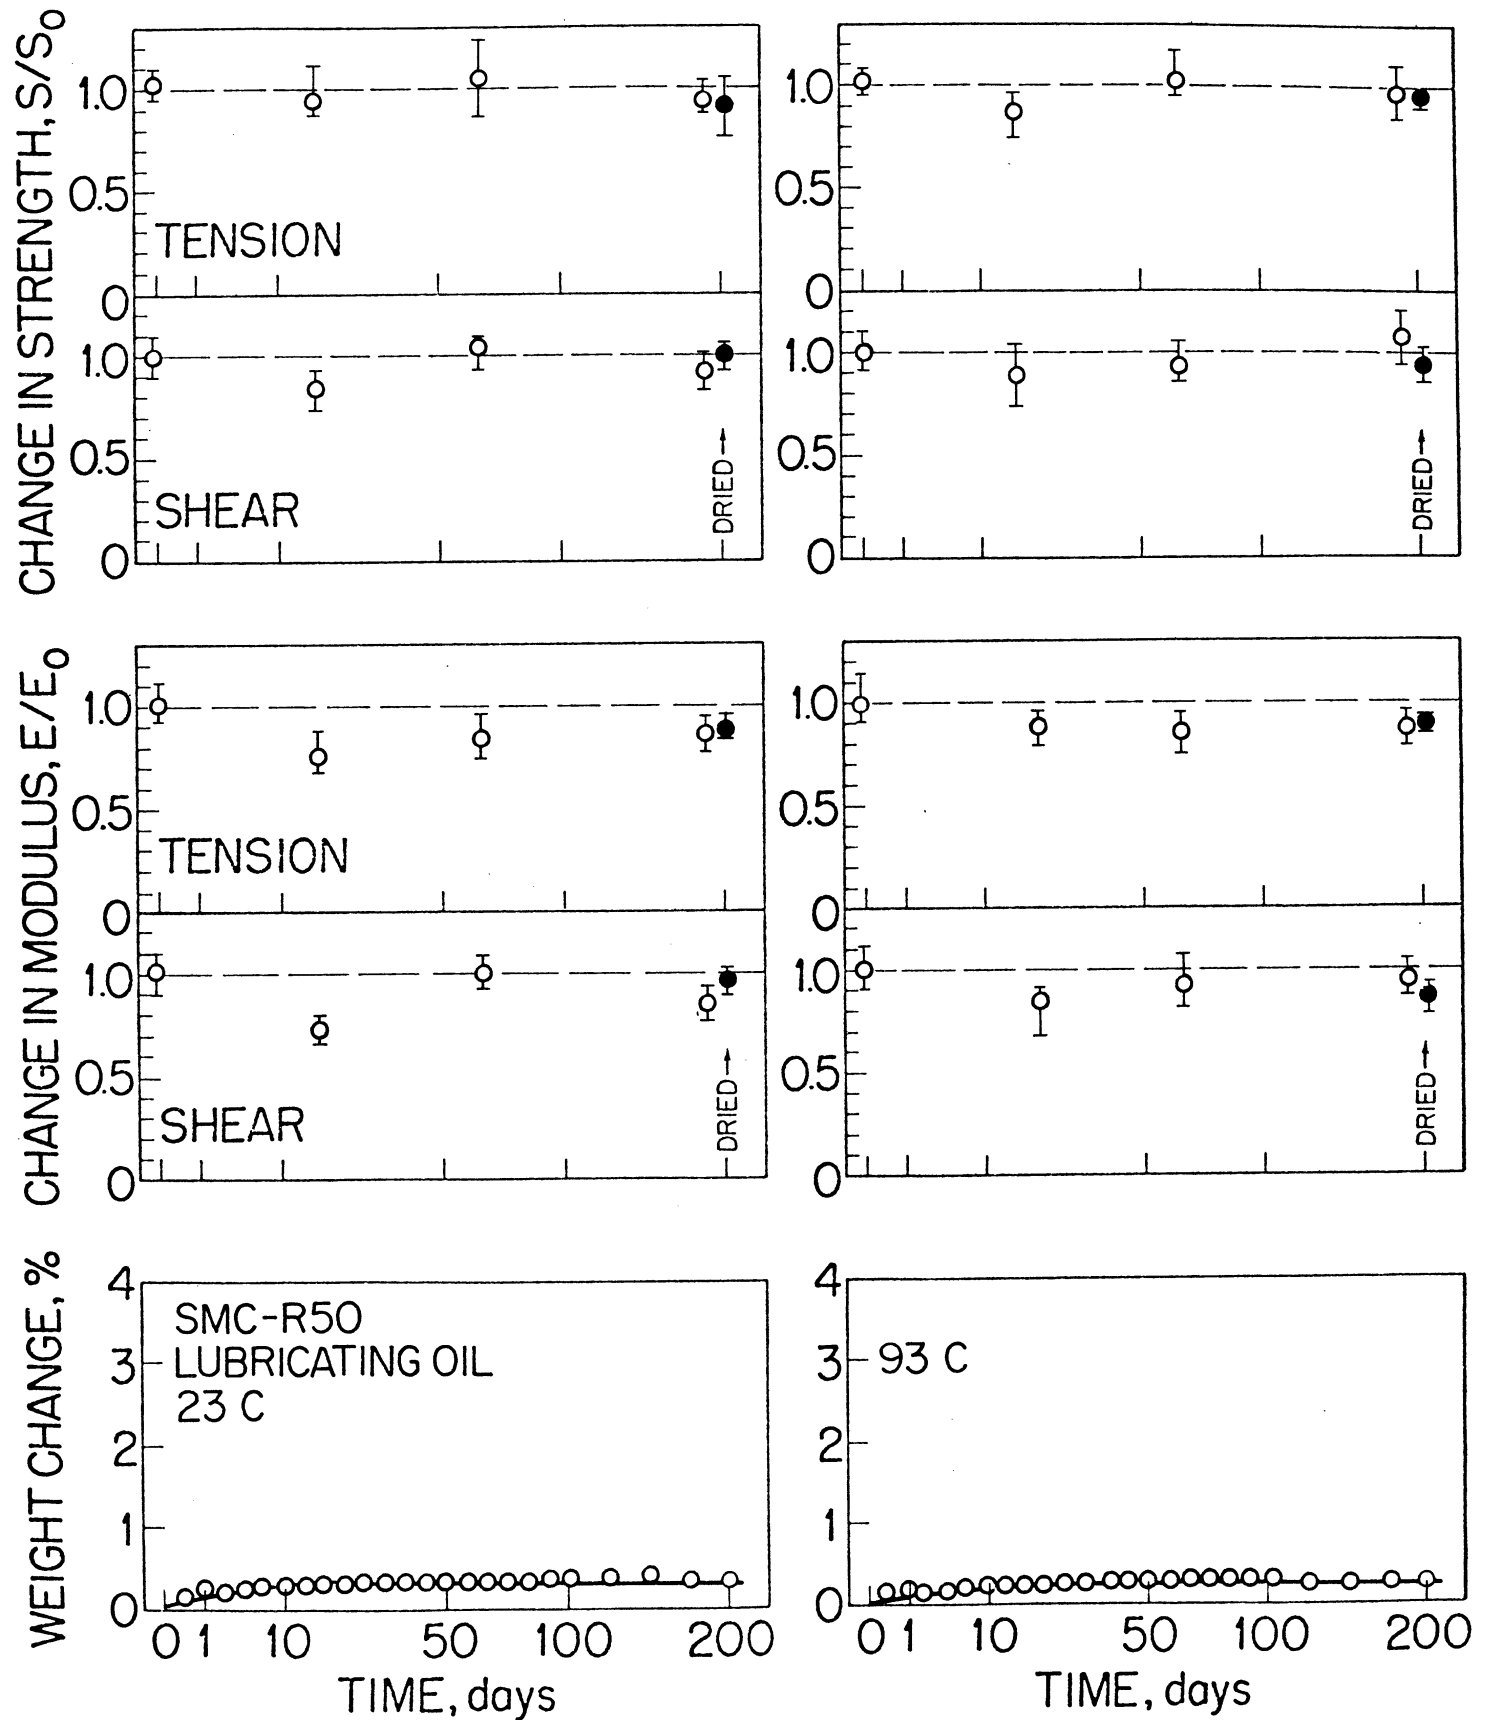 CHANGE IN STRENGTH, S/S₀
1.0
0.5
TENSION
0
1.0
0.5
SHEAR
0
DRIED
1.0
0.5
0
1.0
0.5
0
DRIED
CHANGE IN MODULUS, E/E₀
1.0
0.5
TENSION
0
1.0
0.5
SHEAR
0
DRIED
1.0
0.5
0
1.0
0.5
0
DRIED
WEIGHT CHANGE, %
4
3
2
1
0
SMC-R50
LUBRICATING OIL
23 C
0 1 10 50 100 200
TIME, days
4
3
2
1
0
93 C
0 1 10 50 100 200
TIME, days